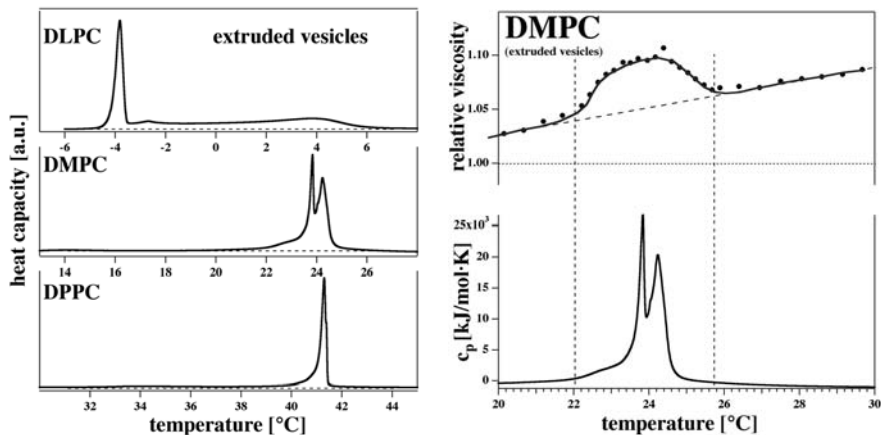 DLPC
extruded vesicles
-6 -4 -2 0 2 4 6
heat capacity [a.u.]
DMPC
14 16 18 20 22 24 26
DPPC
32 34 36 38 40 42 44
temperature [°C]
DMPC
(extruded vesicles)
relative viscosity
1.10
1.05
1.00
c_p [kJ/mol·K]
25x10³
20
15
10
5
0
20 22 24 26 28 30
temperature [°C]